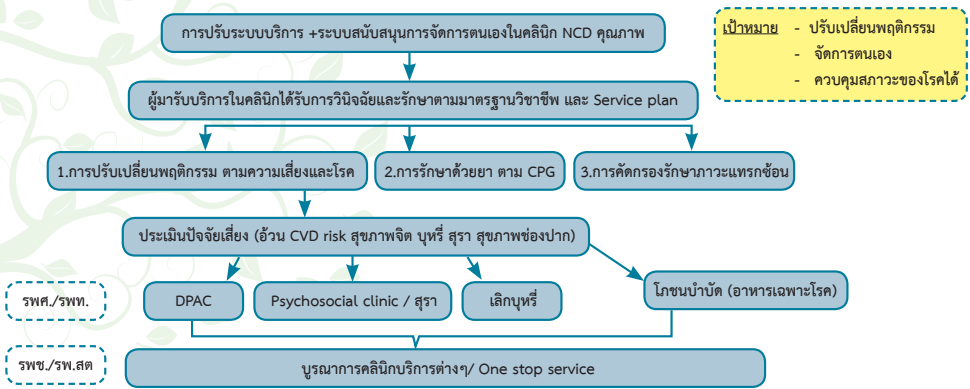 การปรับระบบบริการ +ระบบสนับสนุนการจัดการตนเองในคลินิก NCD คุณภาพ
เป้าหมาย - ปรับเปลี่ยนพฤติกรรม
- จัดการตนเอง
- ควบคุมสภาวะของโรคได้
ผู้มารับบริการในคลินิกได้รับการวินิจฉัยและรักษาตามมาตรฐานวิชาชีพ และ Service plan
1.การปรับเปลี่ยนพฤติกรรม ตามความเสี่ยงและโรค
2.การรักษาด้วยยา ตาม CPG
3.การคัดกรองรักษาภาวะแทรกซ้อน
ประเมินปัจจัยเสี่ยง (อ้วน CVD risk สุขภาพจิต บุหรี่ สุรา สุขภาพช่องปาก)
รพศ./รพท.
DPAC
Psychosocial clinic / สุรา
เลิกบุหรี่
โภชนบำบัด (อาหารเฉพาะโรค)
รพช./รพ.สต
บูรณาการคลินิกบริการต่างๆ/ One stop service